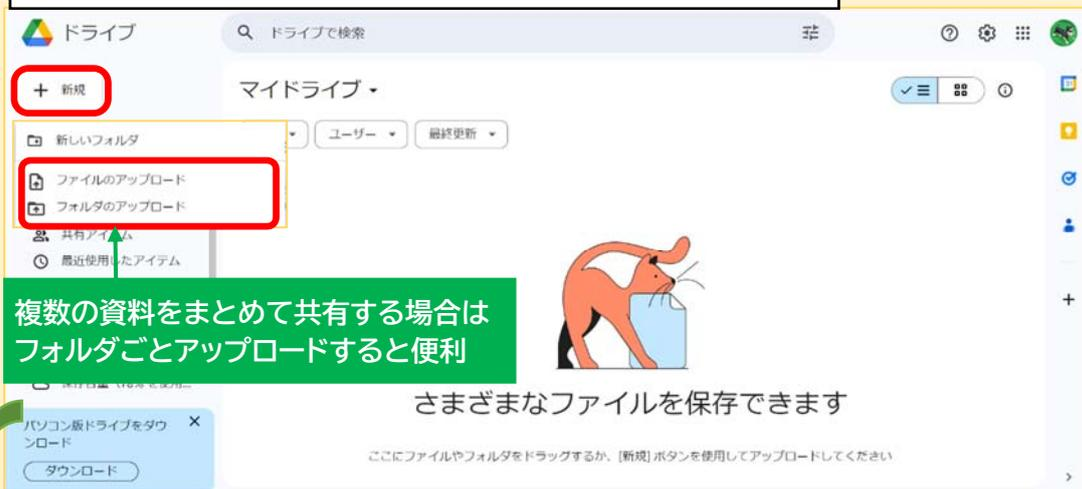 ドライブ
ドライブで検索
新規
マイドライブ
新しいフォルダ
ユーザー
最終更新
ファイルのアップロード
フォルダのアップロード
共有アイテム
最近使用したアイテム
複数の資料をまとめて共有する場合は
フォルダごとアップロードすると便利
さまざまなファイルを保存できます
パソコン版ドライブをダウ
ンロード
ダウンロード
ここにファイルやフォルダをドラッグするか、[新規] ボタンを使用してアップロードしてください